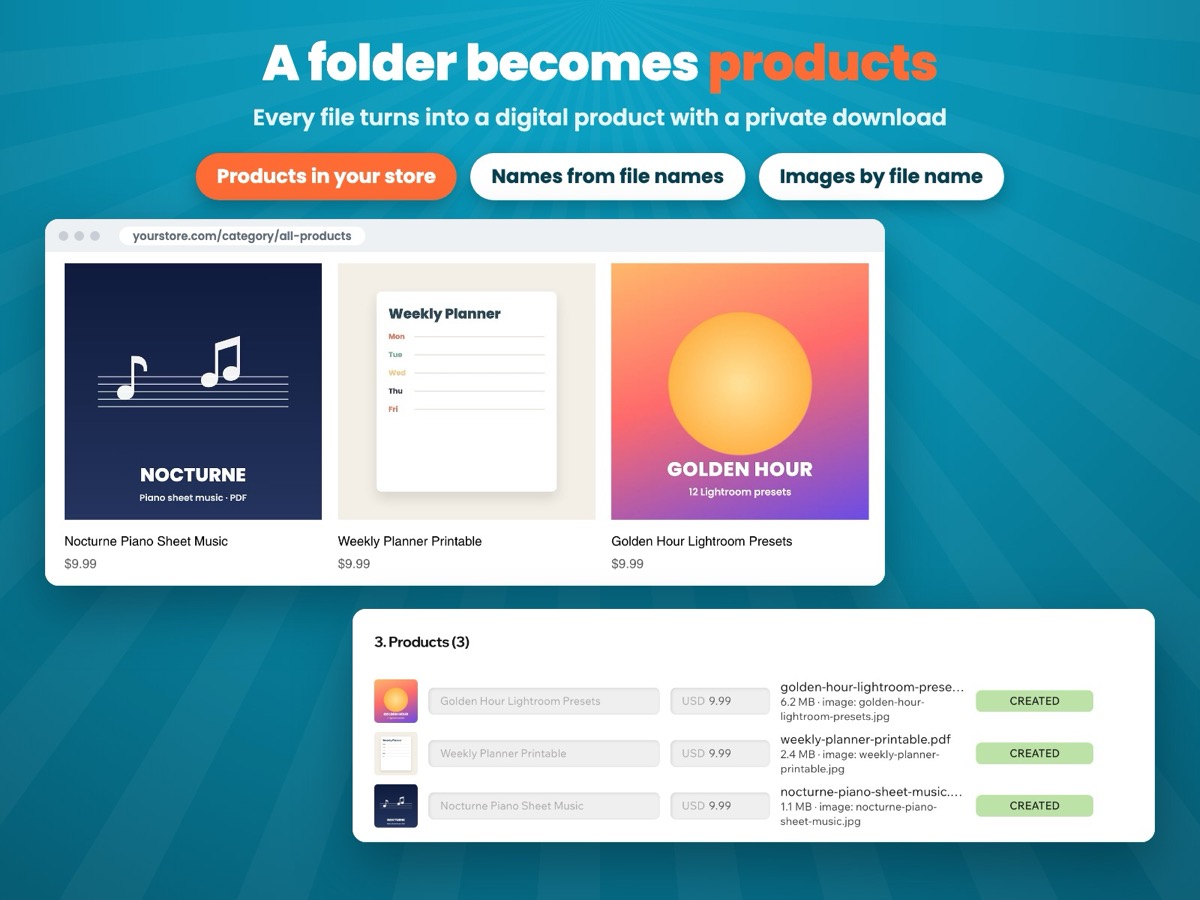 A folder becomes products
Every file turns into a digital product with a private download
Products in your store
Names from file names
Images by file name
yourstore.com/category/all-products
NOCTURNE
Piano sheet music · PDF
Weekly Planner
Mon
Tue
Wed
Thu
Fri
GOLDEN HOUR
12 Lightroom presets
Nocturne Piano Sheet Music
$9.99
Weekly Planner Printable
$9.99
Golden Hour Lightroom Presets
$9.99
3. Products (3)
Golden Hour Lightroom Presets
USD 9.99
golden-hour-lightroom-prese...
6.2 MB · image: golden-hour-
lightroom-presets.jpg
CREATED
Weekly Planner Printable
USD 9.99
weekly-planner-printable.pdf
2.4 MB · image: weekly-planner-
printable.jpg
CREATED
Nocturne Piano Sheet Music
USD 9.99
nocturne-piano-sheet-music....
1.1 MB · image: nocturne-piano-
sheet-music.jpg
CREATED